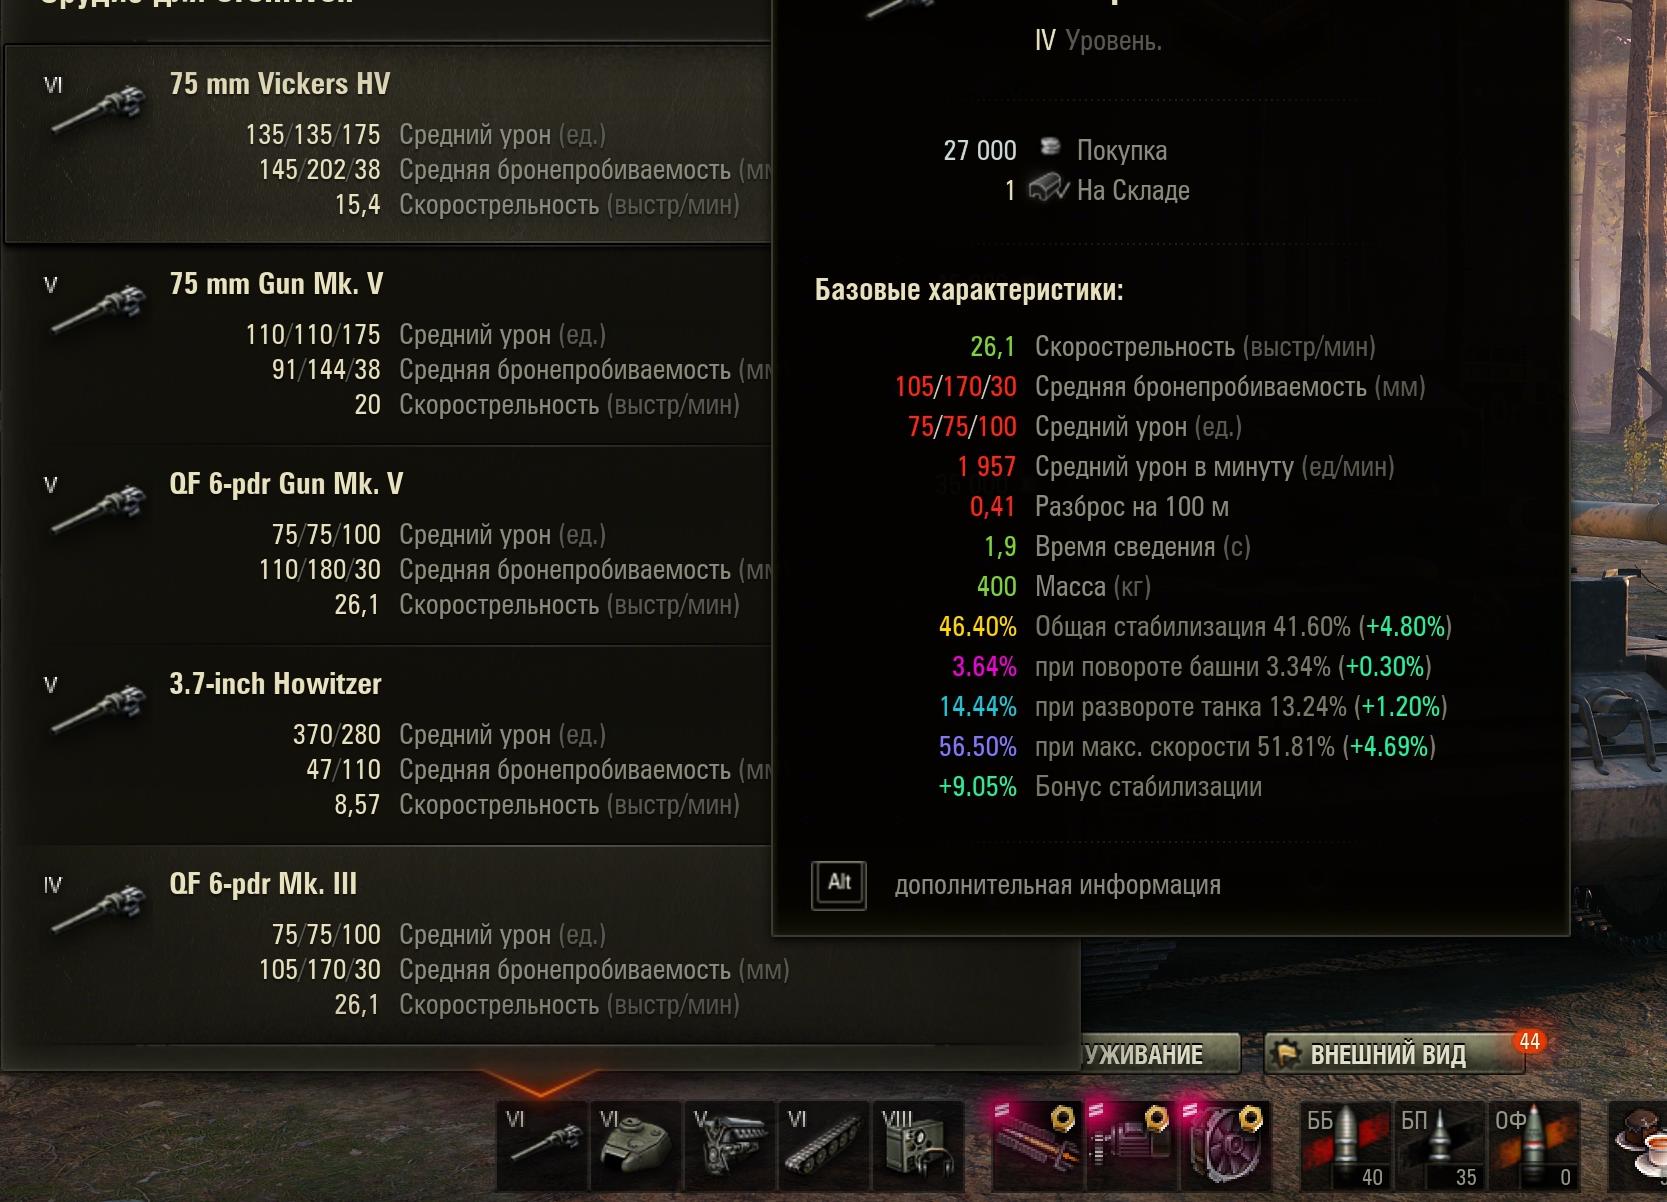 VI
75 mm Vickers HV
135/135/175 Средний урон (ед.)
145/202/38 Средняя бронепробиваемость
15,4 Скорострельность (выстр/мин)
V
75 mm Gun Mk. V
110/110/175 Средний урон (ед.)
91/144/38 Средняя бронепробиваемость
20 Скорострельность (выстр/мин)
V
QF 6-pdr Gun Mk. V
75/75/100 Средний урон (ед.)
110/180/30 Средняя бронепробиваемость
26,1 Скорострельность (выстр/мин)
V
3.7-inch Howitzer
370/280 Средний урон (ед.)
47/110 Средняя бронепробиваемость
8,57 Скорострельность (выстр/мин)
IV
QF 6-pdr Mk. III
75/75/100 Средний урон (ед.)
105/170/30 Средняя бронепробиваемость (мм)
26,1 Скорострельность (выстр/мин)
IV Уровень.
27 000 Покупка
1 На Складе
Базовые характеристики:
26,1 Скорострельность (выстр/мин)
105/170/30 Средняя бронепробиваемость (мм)
75/75/100 Средний урон (ед.)
1 957 Средний урон в минуту (ед/мин)
0,41 Разброс на 100 м
1,9 Время сведения (с)
400 Масса (кг)
46.40% Общая стабилизация 41.60% (+4.80%)
3.64% при повороте башни 3.34% (+0.30%)
14.44% при развороте танка 13.24% (+1.20%)
56.50% при макс. скорости 51.81% (+4.69%)
+9.05% Бонус стабилизации
Alt дополнительная информация
УЖИВАНИЕ
ВНЕШНИЙ ВИД 44
VI VI V VI VIII
ББ БП ОФ
40 35 0